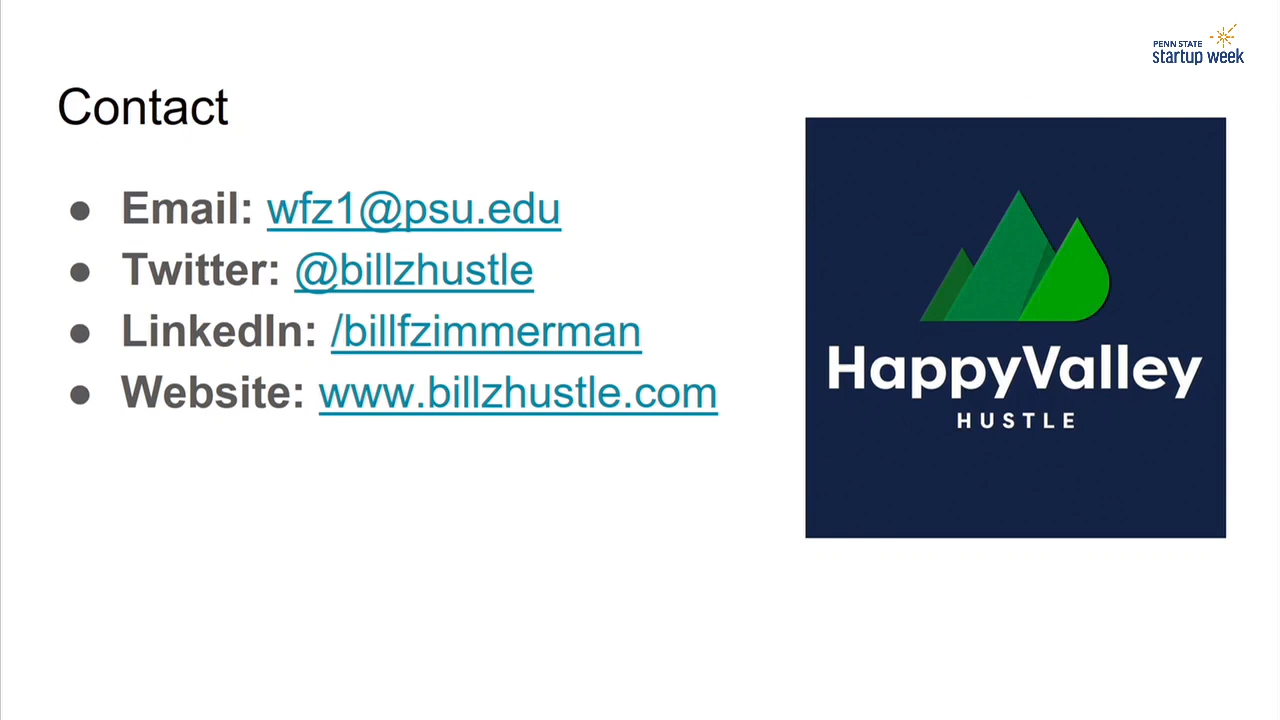 PENN STATE
startup week
Contact
● Email: wfz1@psu.edu
● Twitter: @billzhustle
● LinkedIn: /billfzimmerman
● Website: www.billzhustle.com
HappyValley
HUSTLE